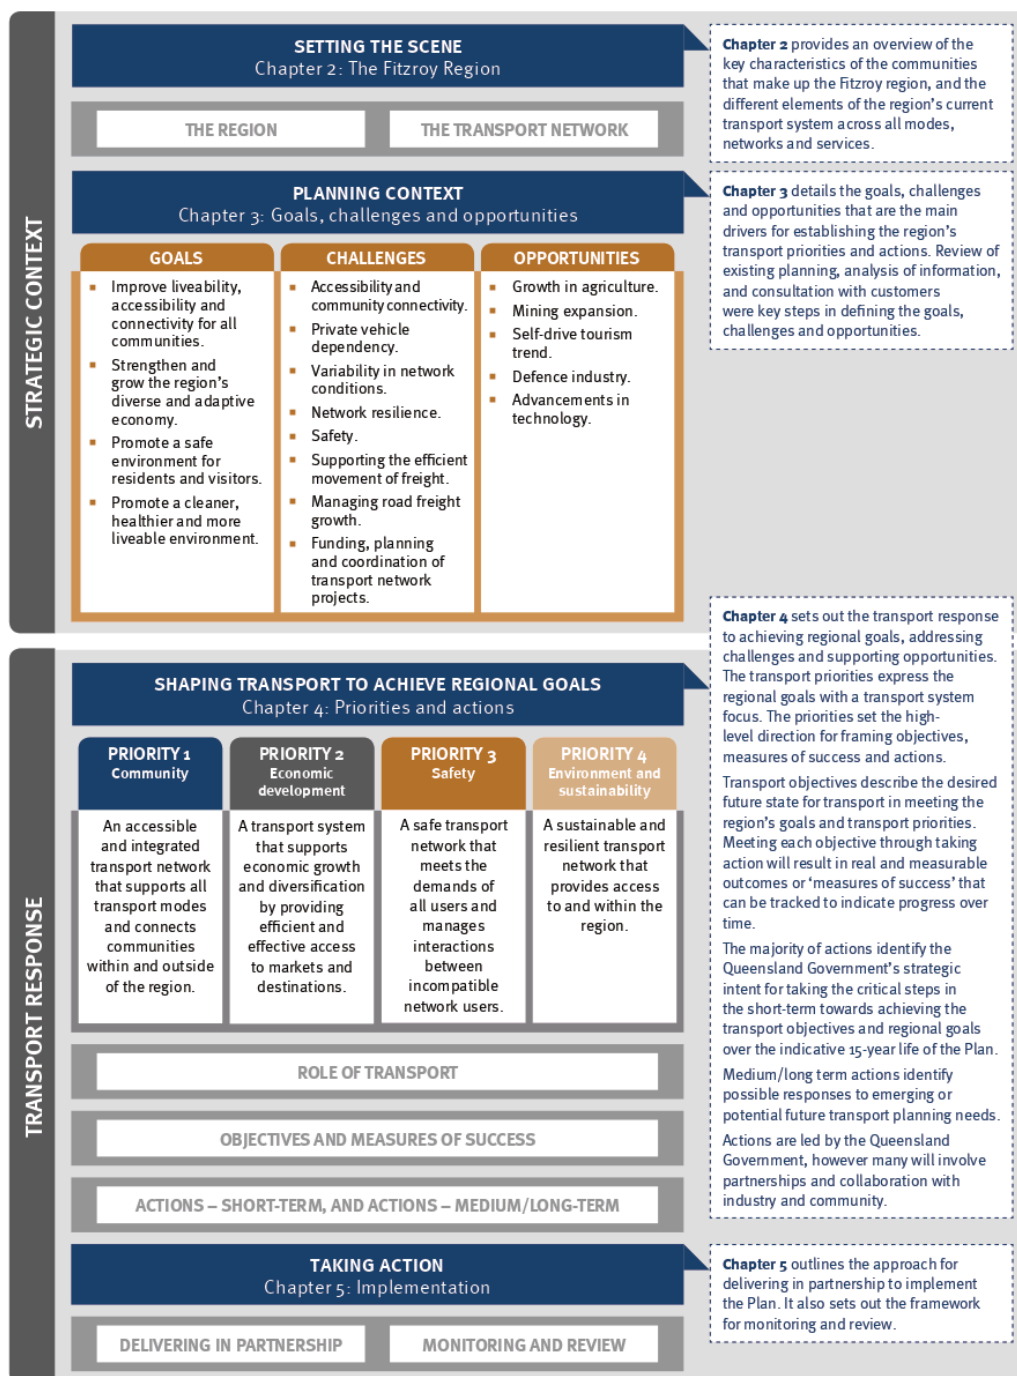 STRATEGIC CONTEXT
SETTING THE SCENE
Chapter 2: The Fitzroy Region
THE REGION
THE TRANSPORT NETWORK
Chapter 2 provides an overview of the
key characteristics of the communities
that make up the Fitzroy region, and the
different elements of the region's current
transport system across all modes,
networks and services.
PLANNING CONTEXT
Chapter 3: Goals, challenges and opportunities
Chapter 3 details the goals, challenges
and opportunities that are the main
drivers for establishing the region's
transport priorities and actions. Review of
existing planning, analysis of information,
and consultation with customers
were key steps in defining the goals,
challenges and opportunities.
GOALS
▪ Improve liveability,
accessibility and
connectivity for all
communities.
▪ Strengthen and
grow the region's
diverse and adaptive
economy.
▪ Promote a safe
environment for
residents and visitors.
▪ Promote a cleaner,
healthier and more
liveable environment.
CHALLENGES
▪ Accessibility and
community connectivity.
▪ Private vehicle
dependency.
▪ Variability in network
conditions.
▪ Network resilience.
▪ Safety.
▪ Supporting the efficient
movement of freight.
▪ Managing road freight
growth.
▪ Funding, planning
and coordination of
transport network
projects.
OPPORTUNITIES
▪ Growth in agriculture.
▪ Mining expansion.
▪ Self-drive tourism
trend.
▪ Defence industry.
▪ Advancements in
technology.
TRANSPORT RESPONSE
SHAPING TRANSPORT TO ACHIEVE REGIONAL GOALS
Chapter 4: Priorities and actions
Chapter 4 sets out the transport response
to achieving regional goals, addressing
challenges and supporting opportunities.
The transport priorities express the
regional goals with a transport system
focus. The priorities set the high-
level direction for framing objectives,
measures of success and actions.
Transport objectives describe the desired
future state for transport in meeting the
region's goals and transport priorities.
Meeting each objective through taking
action will result in real and measurable
outcomes or 'measures of success' that
can be tracked to indicate progress over
time.
The majority of actions identify the
Queensland Government's strategic
intent for taking the critical steps in
the short-term towards achieving the
transport objectives and regional goals
over the indicative 15-year life of the Plan.
Medium/long term actions identify
possible responses to emerging or
potential future transport planning needs.
Actions are led by the Queensland
Government, however many will involve
partnerships and collaboration with
industry and community.
PRIORITY 1
Community
An accessible
and integrated
transport network
that supports all
transport modes
and connects
communities
within and outside
of the region.
PRIORITY 2
Economic
development
A transport system
that supports
economic growth
and diversification
by providing
efficient and
effective access
to markets and
destinations.
PRIORITY 3
Safety
A safe transport
network that
meets the
demands of
all users and
manages
interactions
between
incompatible
network users.
PRIORITY 4
Environment and
sustainability
A sustainable and
resilient transport
network that
provides access
to and within the
region.
ROLE OF TRANSPORT
OBJECTIVES AND MEASURES OF SUCCESS
ACTIONS – SHORT-TERM, AND ACTIONS – MEDIUM/LONG-TERM
TAKING ACTION
Chapter 5: Implementation
DELIVERING IN PARTNERSHIP
MONITORING AND REVIEW
Chapter 5 outlines the approach for
delivering in partnership to implement
the Plan. It also sets out the framework
for monitoring and review.